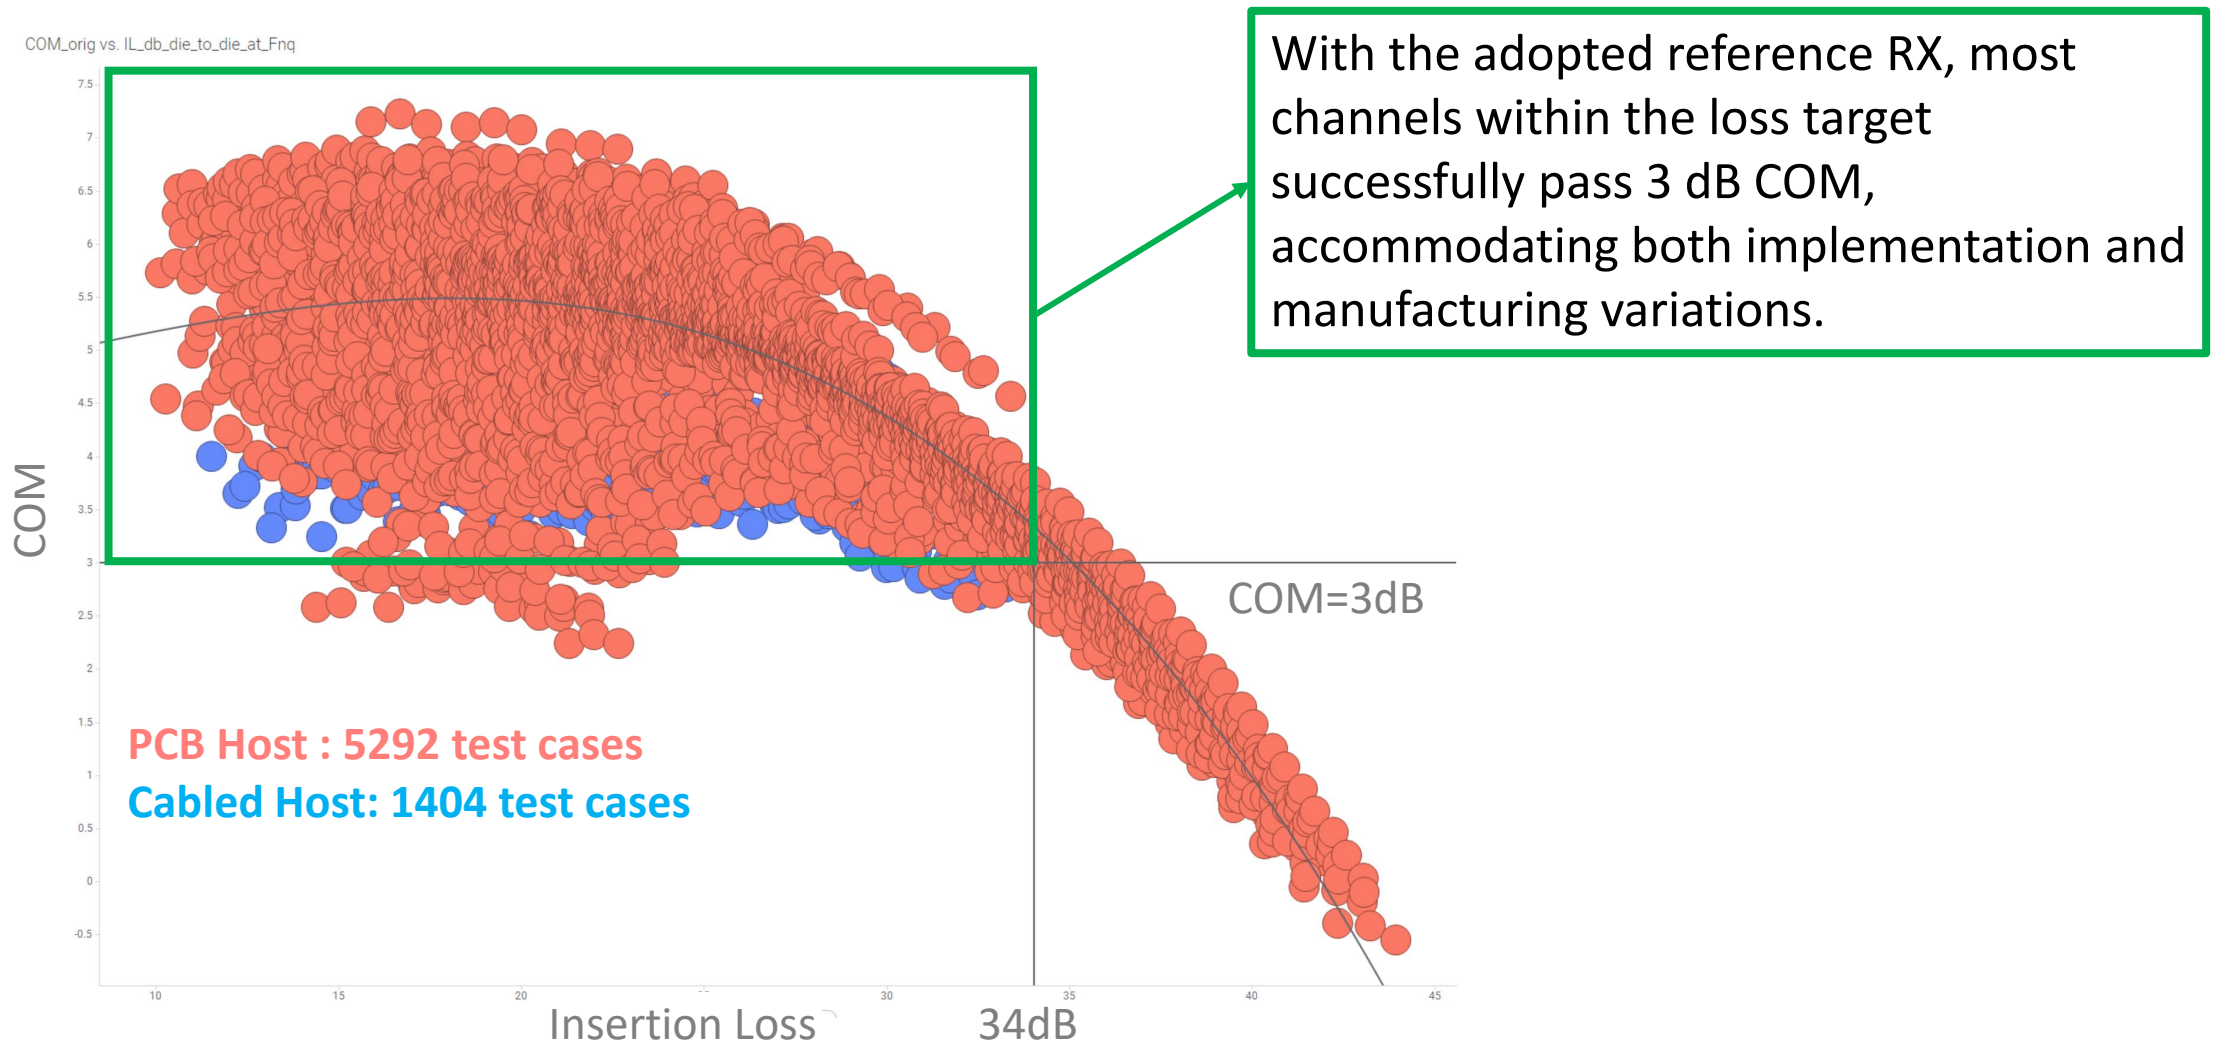 COM_orig vs. IL_db_die_to_die_at_Fnq
With the adopted reference RX, most
channels within the loss target
successfully pass 3 dB COM,
accommodating both implementation and
manufacturing variations.
7.5
7
6.5
6
5.5
5
4.5
4
3.5
3
2.5
2
1.5
1
0.5
0
-0.5
COM
COM=3dB
PCB Host : 5292 test cases
Cabled Host: 1404 test cases
10
15
20
30
35
40
45
Insertion Loss
34dB